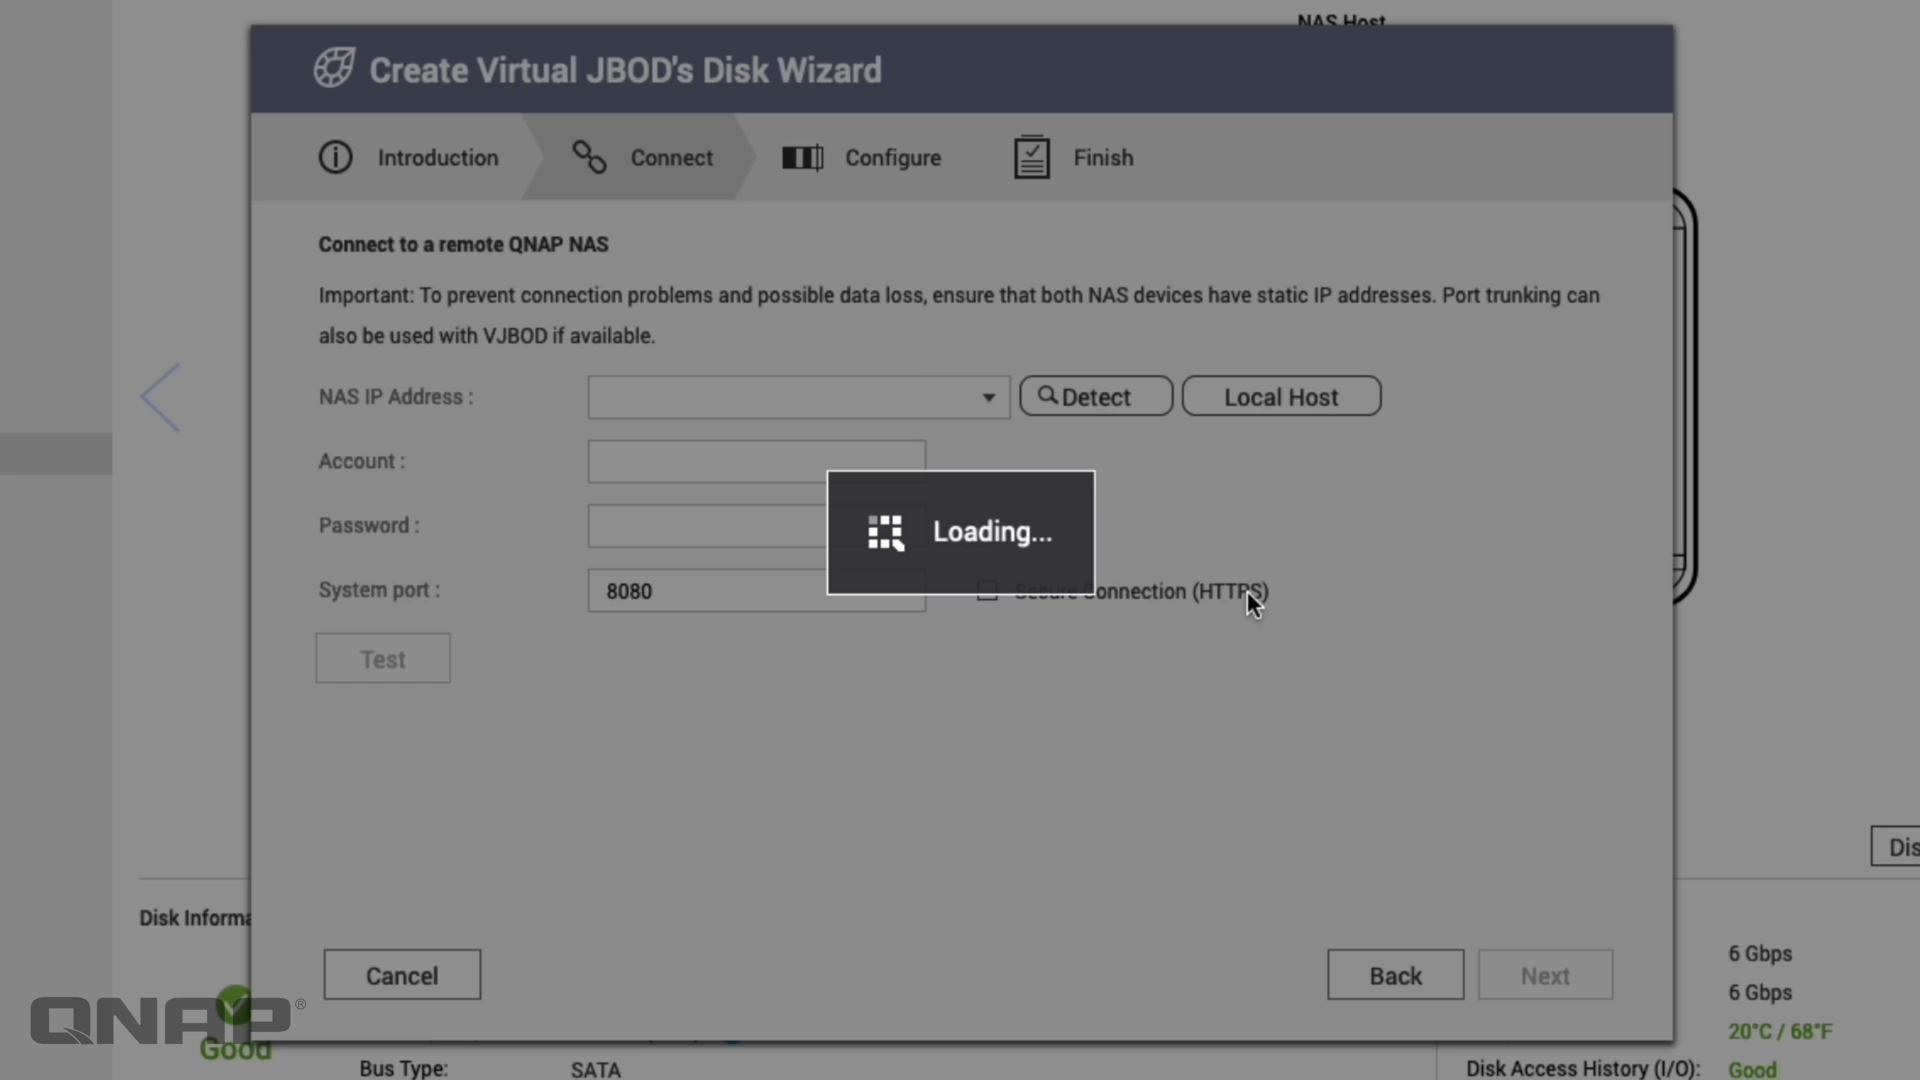 NAS Host
Create Virtual JBOD's Disk Wizard
Introduction
Connect
Configure
Finish
Connect to a remote QNAP NAS
Important: To prevent connection problems and possible data loss, ensure that both NAS devices have static IP addresses. Port trunking can
also be used with VJBOD if available.
NAS IP Address :
Detect
Local Host
Account :
Password :
Loading...
System port :
8080
Secure Connection (HTTPS)
Test
Dis
Disk Informa
Cancel
Back
Next
6 Gbps
6 Gbps
QNAP®
20°C / 68°F
Good
Bus Type:
SATA
Disk Access History (I/O):
Good